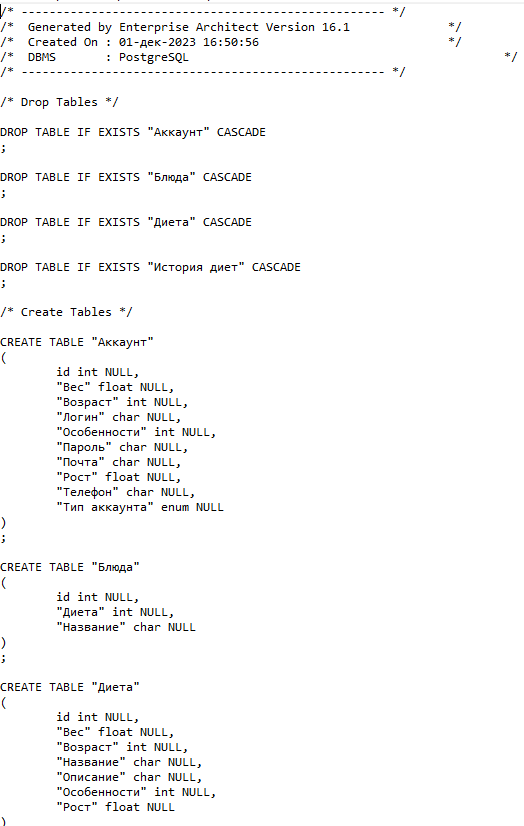 /* ---------------------------------------------------- */
/*  Generated by Enterprise Architect Version 16.1              */
/*  Created On : 01-дек-2023 16:50:56                           */
/*  DBMS       : PostgreSQL                                             */
/* ---------------------------------------------------- */

/* Drop Tables */

DROP TABLE IF EXISTS "Аккаунт" CASCADE
;

DROP TABLE IF EXISTS "Блюда" CASCADE
;

DROP TABLE IF EXISTS "Диета" CASCADE
;

DROP TABLE IF EXISTS "История диет" CASCADE
;

/* Create Tables */

CREATE TABLE "Аккаунт"
(
        id int NULL,
        "Вес" float NULL,
        "Возраст" int NULL,
        "Логин" char NULL,
        "Особенности" int NULL,
        "Пароль" char NULL,
        "Почта" char NULL,
        "Рост" float NULL,
        "Телефон" char NULL,
        "Тип аккаунта" enum NULL
)
;

CREATE TABLE "Блюда"
(
        id int NULL,
        "Диета" int NULL,
        "Название" char NULL
)
;

CREATE TABLE "Диета"
(
        id int NULL,
        "Вес" float NULL,
        "Возраст" int NULL,
        "Название" char NULL,
        "Описание" char NULL,
        "Особенности" int NULL,
        "Рост" float NULL
)